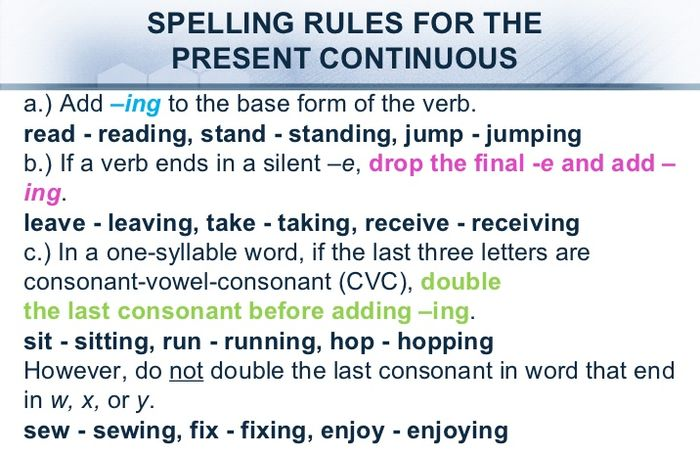 SPELLING RULES FOR THE
PRESENT CONTINUOUS
a.) Add –ing to the base form of the verb.
read - reading, stand - standing, jump - jumping
b.) If a verb ends in a silent –e, drop the final -e and add –
ing.
leave - leaving, take - taking, receive - receiving
c.) In a one-syllable word, if the last three letters are
consonant-vowel-consonant (CVC), double
the last consonant before adding –ing.
sit - sitting, run - running, hop - hopping
However, do not double the last consonant in word that end
in w, x, or y.
sew - sewing, fix - fixing, enjoy - enjoying